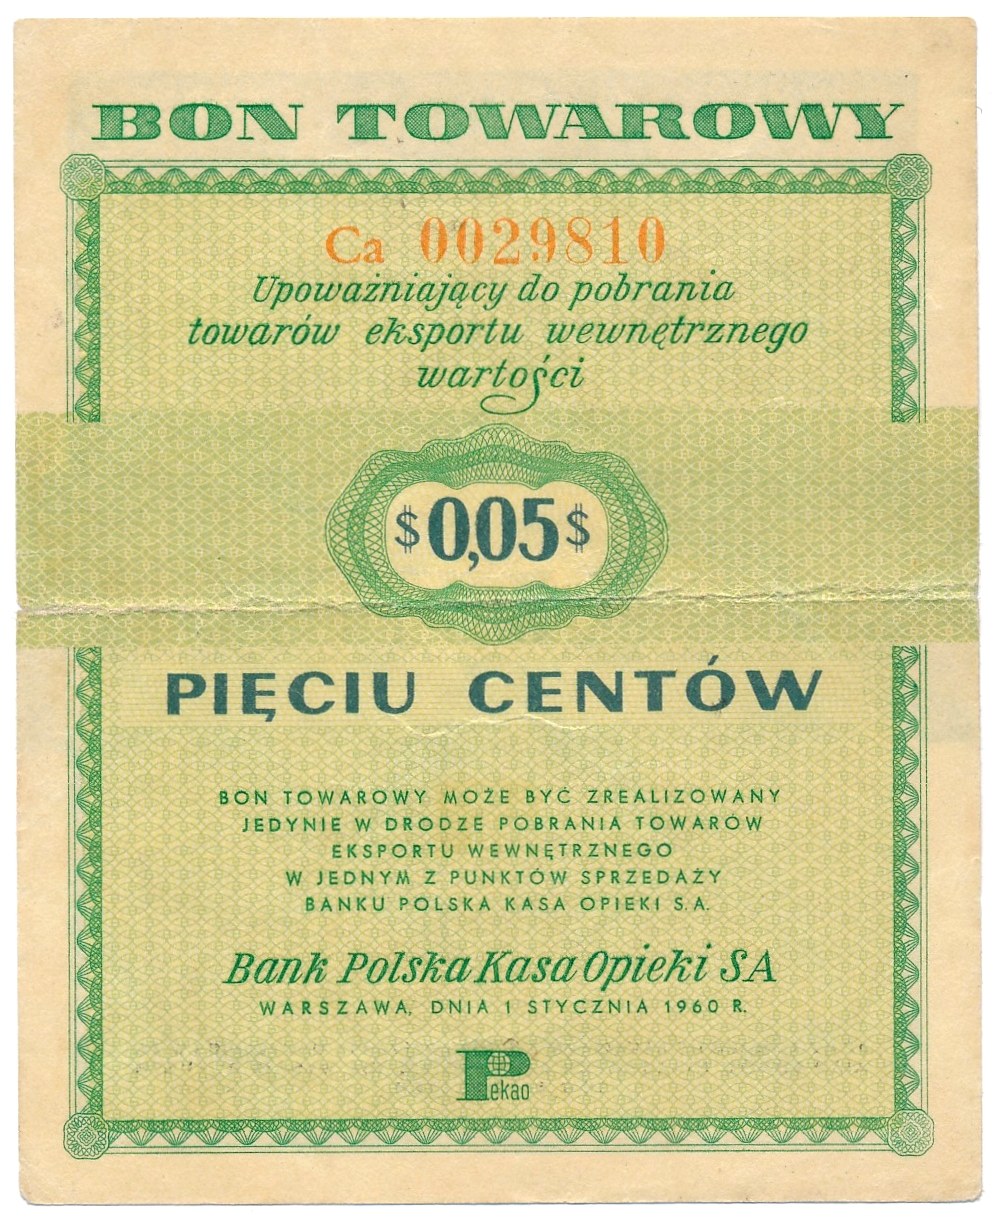 BON TOWAROWY
Ca 0029810
Upoważniający do pobrania
towarów eksportu wewnętrznego
wartości
$ 0,05 $
PIĘCIU CENTÓW
BON TOWAROWY MOŻE BYĆ ZREALIZOWANY
JEDYNIE W DRODZE POBRANIA TOWARÓW
EKSPORTU WEWNĘTRZNEGO
W JEDNYM Z PUNKTÓW SPRZEDAŻY
BANKU POLSKA KASA OPIEKI S.A.
Bank Polska Kasa Opieki SA
WARSZAWA, DNIA 1 STYCZNIA 1960 R.
Pekao